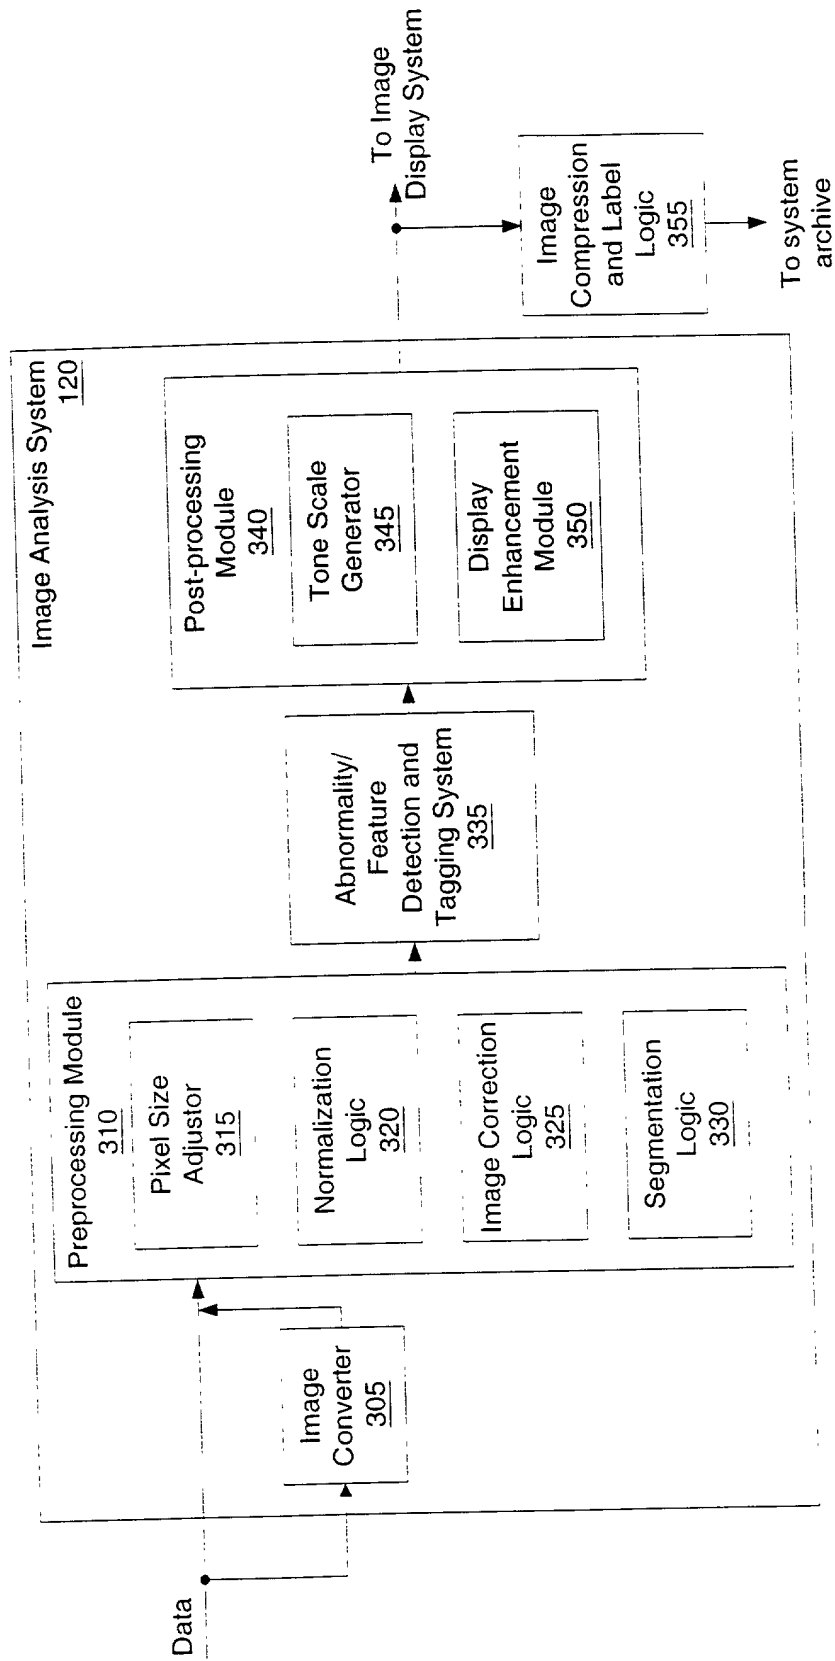 Data
Image Analysis System
120
Image
Converter
305
Preprocessing Module
310
Pixel Size
Adjustor
315
Normalization
Logic
320
Image Correction
Logic
325
Segmentation
Logic
330
Abnormality/
Feature
Detection and
Tagging System
335
Post-processing
Module
340
Tone Scale
Generator
345
Display
Enhancement
Module
350
To Image
Display System
Image
Compression
and Label
Logic
355
To system
archive